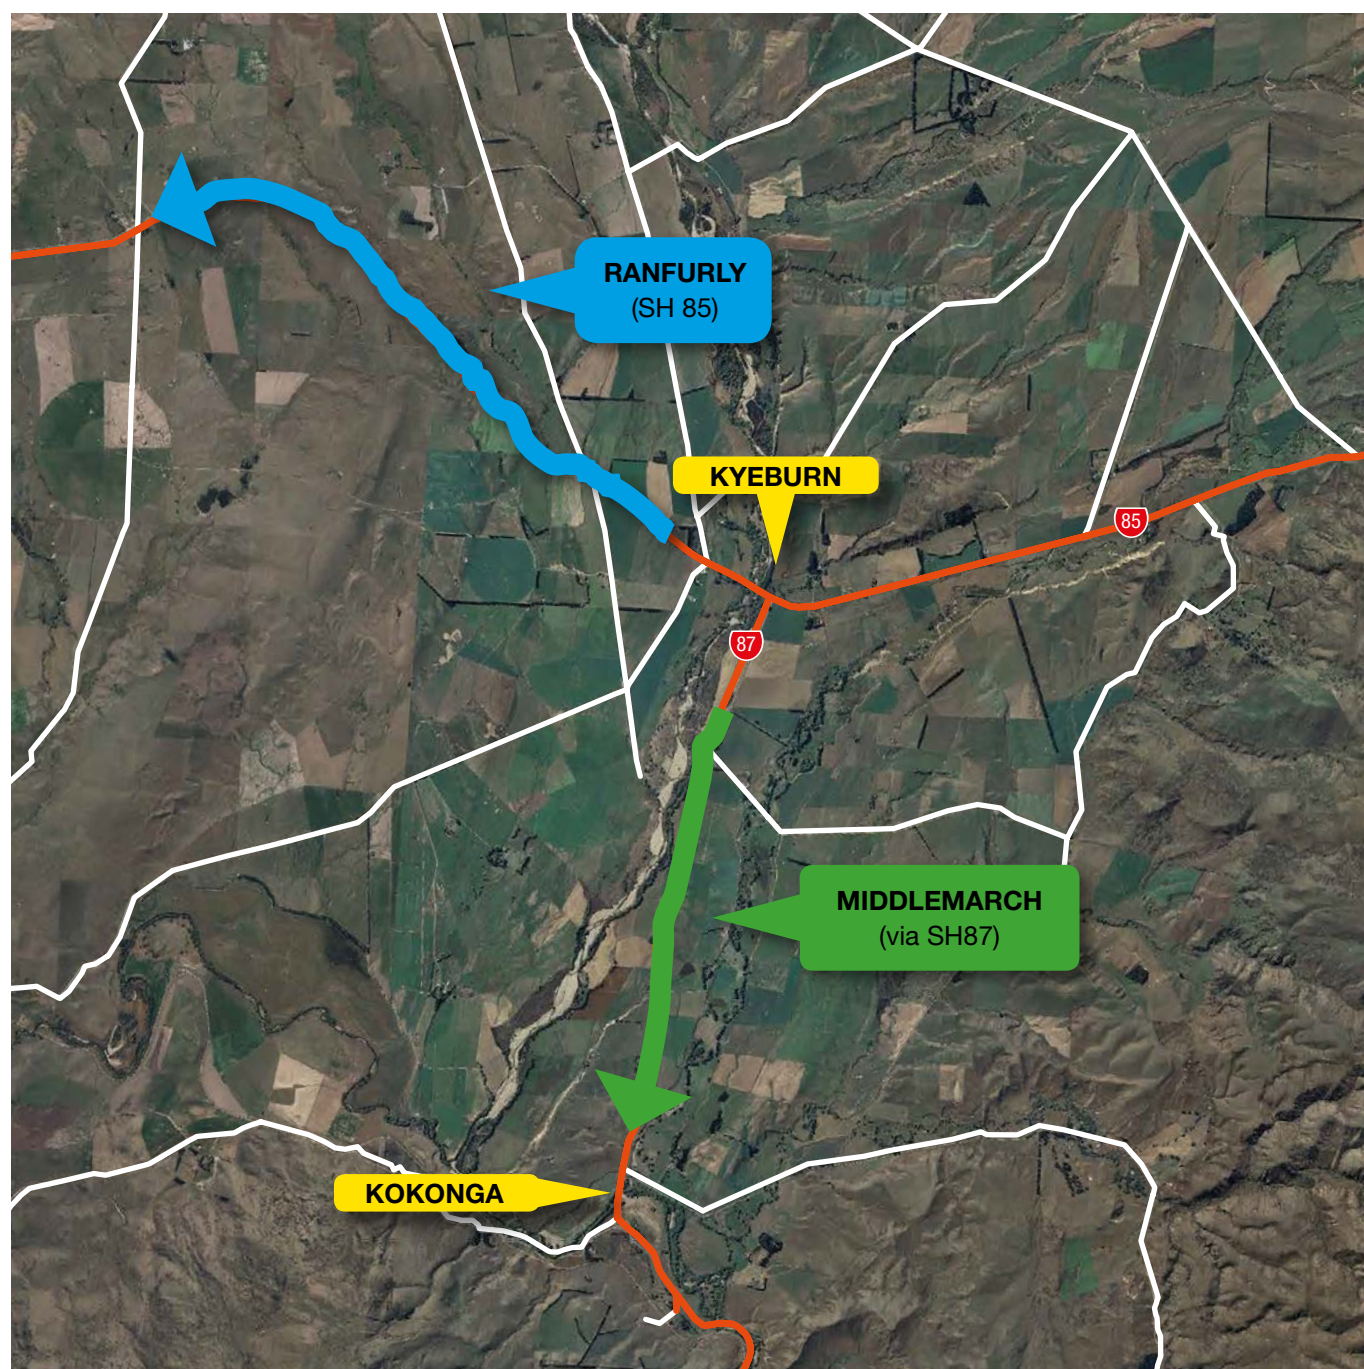 RANFURLY
(SH 85)
KYEBURN
85
87
MIDDLEMARCH
(via SH87)
KOKONGA